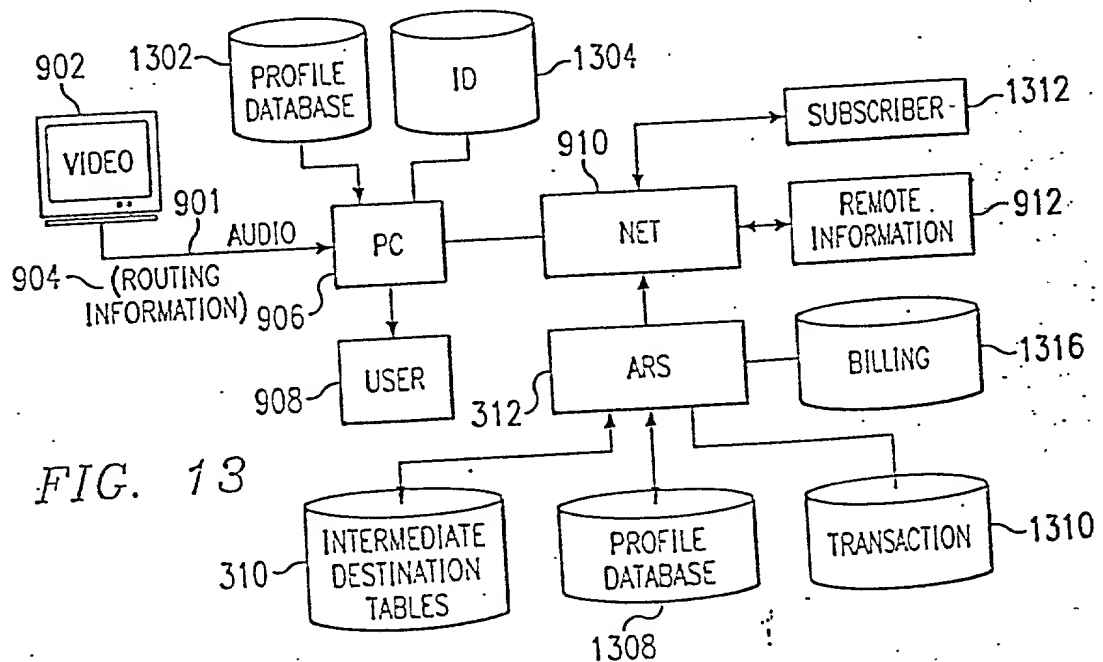 1302
PROFILE
DATABASE
ID
1304
902
VIDEO
SUBSCRIBER
1312
910
901
AUDIO
PC
NET
REMOTE
INFORMATION
912
904
(ROUTING
INFORMATION)
906
USER
908
ARS
312
BILLING
1316
FIG. 13
310
INTERMEDIATE
DESTINATION
TABLES
PROFILE
DATABASE
1308
TRANSACTION
1310